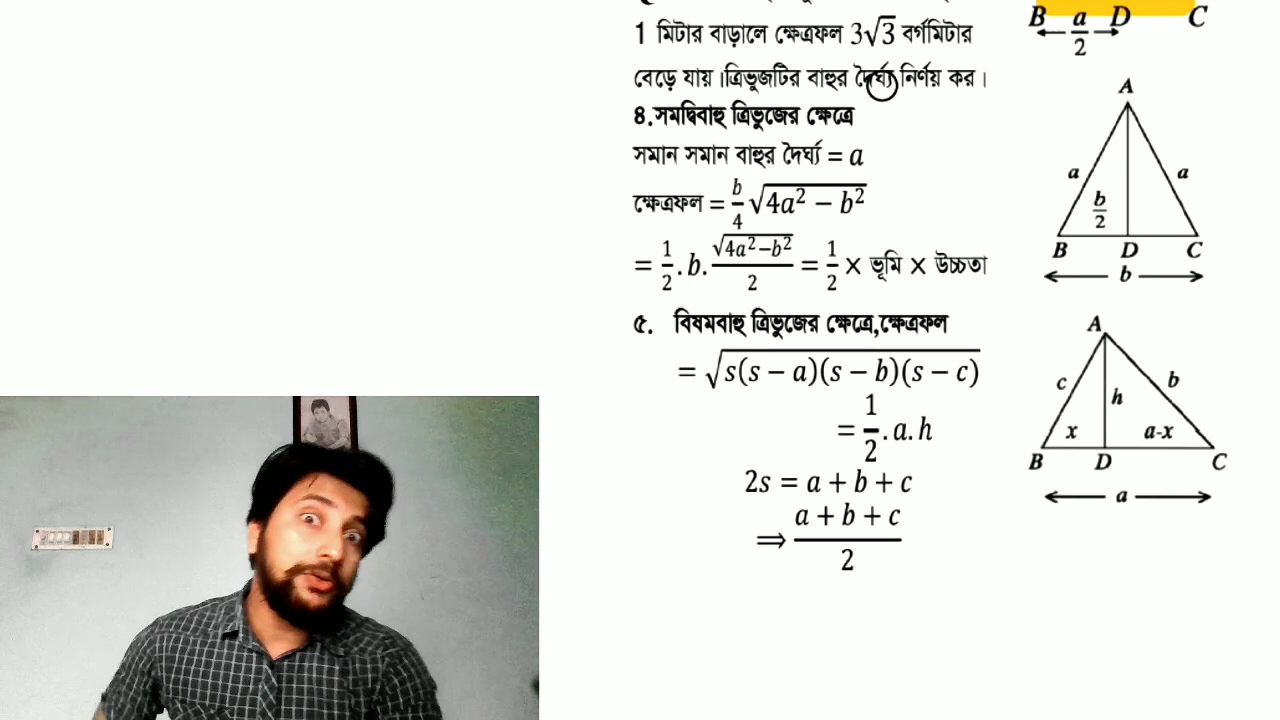 1 মিটার বাড়ালে ক্ষেত্রফল 3√3 বর্গমিটার
বেড়ে যায়।ত্রিভুজটির বাহুর দৈর্ঘ্য নির্ণয় কর।
৪.সমদ্বিবাহু ত্রিভুজের ক্ষেত্রে
সমান সমান বাহুর দৈর্ঘ্য = a
ক্ষেত্রফল = b/4 √(4a² − b²)
= 1/2 . b. √(4a²−b²)/2 = 1/2 × ভূমি × উচ্চতা
৫. বিষমবাহু ত্রিভুজের ক্ষেত্রে,ক্ষেত্রফল
= √(s(s − a)(s − b)(s − c))
= 1/2 . a. h
2s = a + b + c
⇒ (a + b + c)/2
B a/2 D C
A
a a
b/2
B D C
b
A
c h b
x a-x
B D C
a